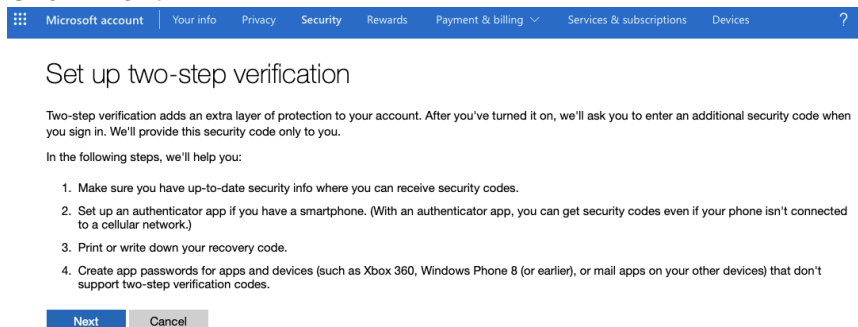 Microsoft account Your info Privacy Security Rewards Payment & billing Services & subscriptions Devices ?
Set up two-step verification
Two-step verification adds an extra layer of protection to your account. After you've turned it on, we'll ask you to enter an additional security code when
you sign in. We'll provide this security code only to you.
In the following steps, we'll help you:
1. Make sure you have up-to-date security info where you can receive security codes.
2. Set up an authenticator app if you have a smartphone. (With an authenticator app, you can get security codes even if your phone isn't connected
to a cellular network.)
3. Print or write down your recovery code.
4. Create app passwords for apps and devices (such as Xbox 360, Windows Phone 8 (or earlier), or mail apps on your other devices) that don't
support two-step verification codes.
Next Cancel